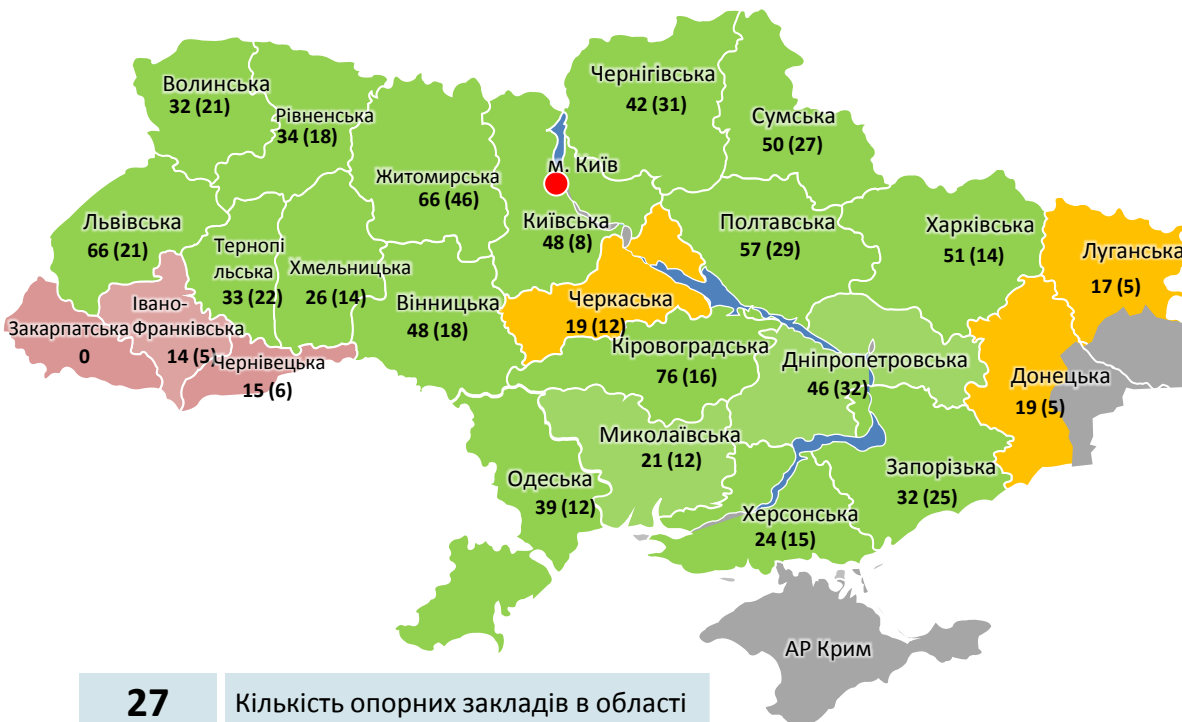 Волинська
32 (21)
Рівненська
34 (18)
Житомирська
66 (46)
м. Київ
Київська
48 (8)
Чернігівська
42 (31)
Сумська
50 (27)
Львівська
66 (21)
Тернопі
льська
33 (22)
Хмельницька
26 (14)
Вінницька
48 (18)
Полтавська
57 (29)
Харківська
51 (14)
Луганська
17 (5)
Закарпатська
0
Івано-
Франківська
14 (5)
Чернівецька
15 (6)
Черкаська
19 (12)
Кіровоградська
76 (16)
Дніпропетровська
46 (32)
Донецька
19 (5)
Миколаївська
21 (12)
Одеська
39 (12)
Запорізька
32 (25)
Херсонська
24 (15)
АР Крим
27 Кількість опорних закладів в області